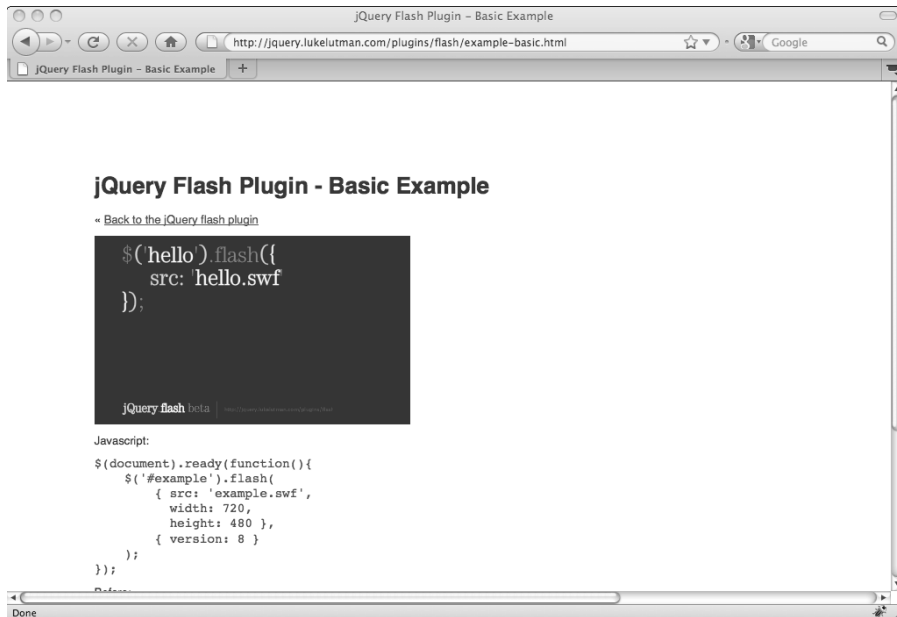 jQuery Flash Plugin – Basic Example
http://jquery.lukelutman.com/plugins/flash/example-basic.html
Google
jQuery Flash Plugin – Basic Example
+
jQuery Flash Plugin - Basic Example
« Back to the jQuery flash plugin
$('hello').flash({
src: 'hello.swf'
});
jQuery flash beta
Javascript:
$(document).ready(function(){
$('#example').flash(
{ src: 'example.swf',
width: 720,
height: 480 },
{ version: 8 }
);
});
Done